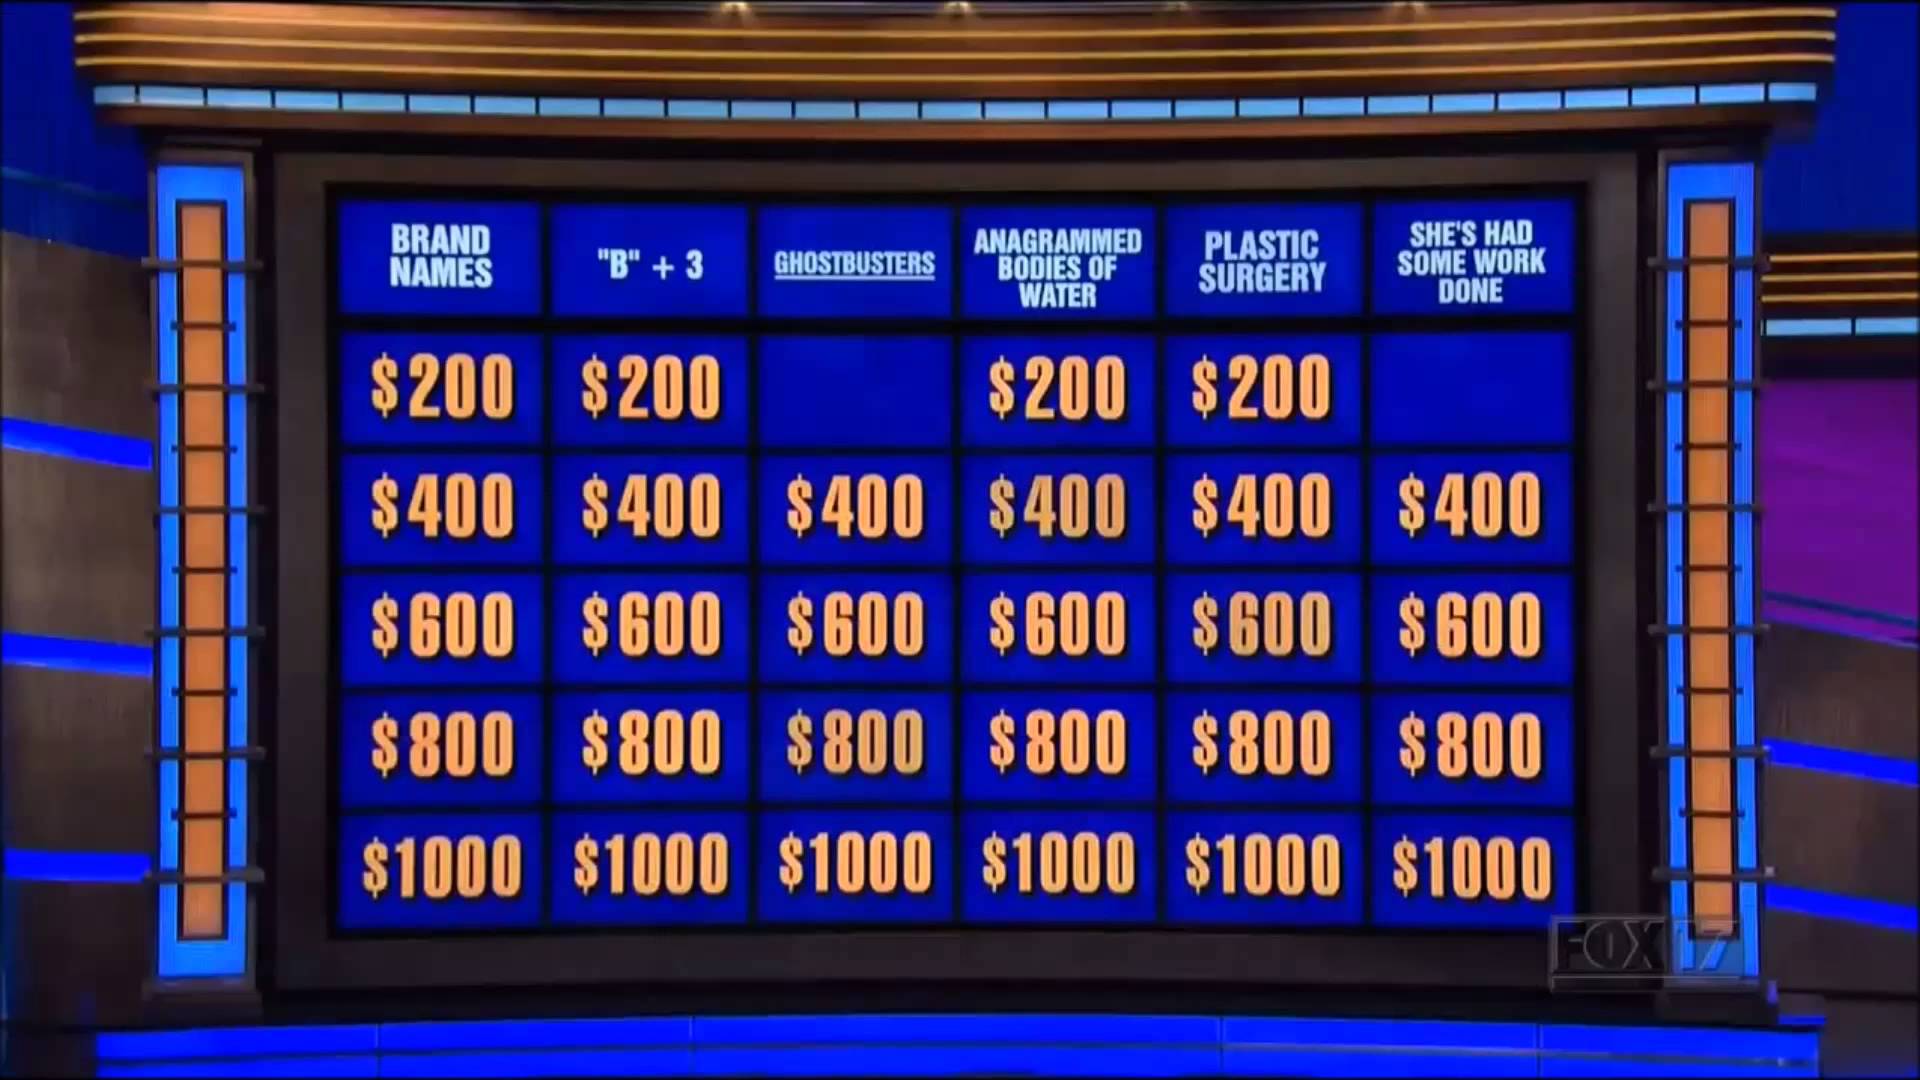 BRAND
NAMES
"B" + 3
GHOSTBUSTERS
ANAGRAMMED
BODIES OF
WATER
PLASTIC
SURGERY
SHE'S HAD
SOME WORK
DONE
$200 $200 $200 $200
$400 $400 $400 $400 $400 $400
$600 $600 $600 $600 $600 $600
$800 $800 $800 $800 $800 $800
$1000 $1000 $1000 $1000 $1000 $1000
FOX 17